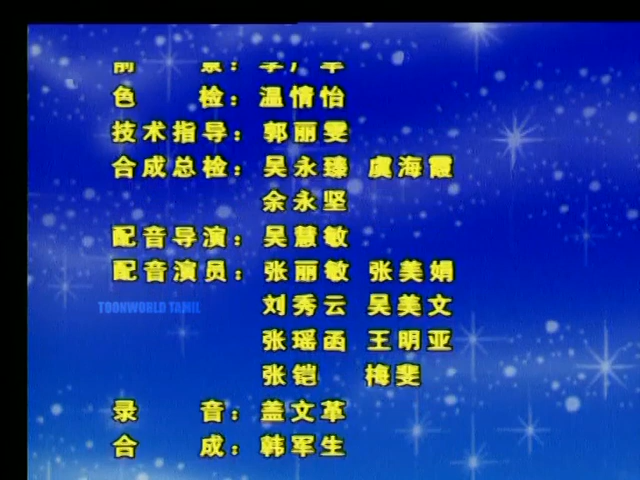 色 检：温情怡
技术指导：郭丽雯
合成总检：吴永臻 虞海霞
余永坚
配音导演：吴慧敏
配音演员：张丽敏 张美娟
刘秀云 吴美文
TOONWORLD TAMIL
张瑶函 王明亚
张铠 梅斐
录 音：盖文革
合 成：韩军生